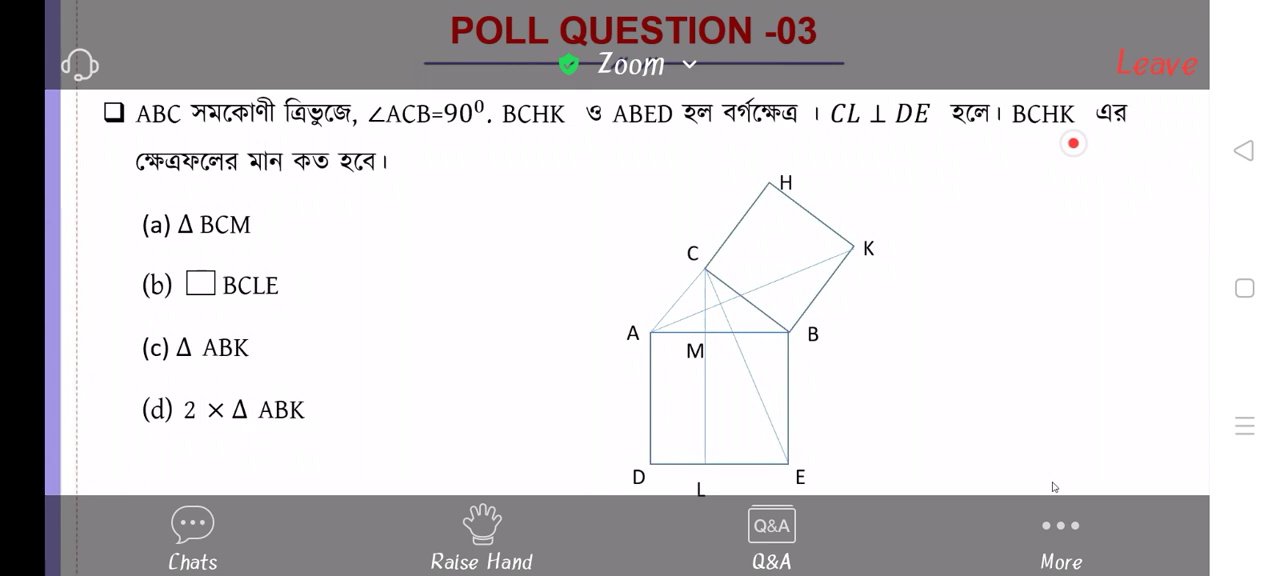 POLL QUESTION -03
Zoom
Leave
❑ ABC সমকোণী ত্রিভুজে, ∠ACB=90⁰. BCHK ও ABED হল বর্গক্ষেত্র । CL ⊥ DE হলে। BCHK এর
ক্ষেত্রফলের মান কত হবে।
(a) Δ BCM
(b) □ BCLE
(c) Δ ABK
(d) 2 × Δ ABK
H
C
K
A
B
M
D
E
L
Chats
Raise Hand
Q&A
Q&A
More